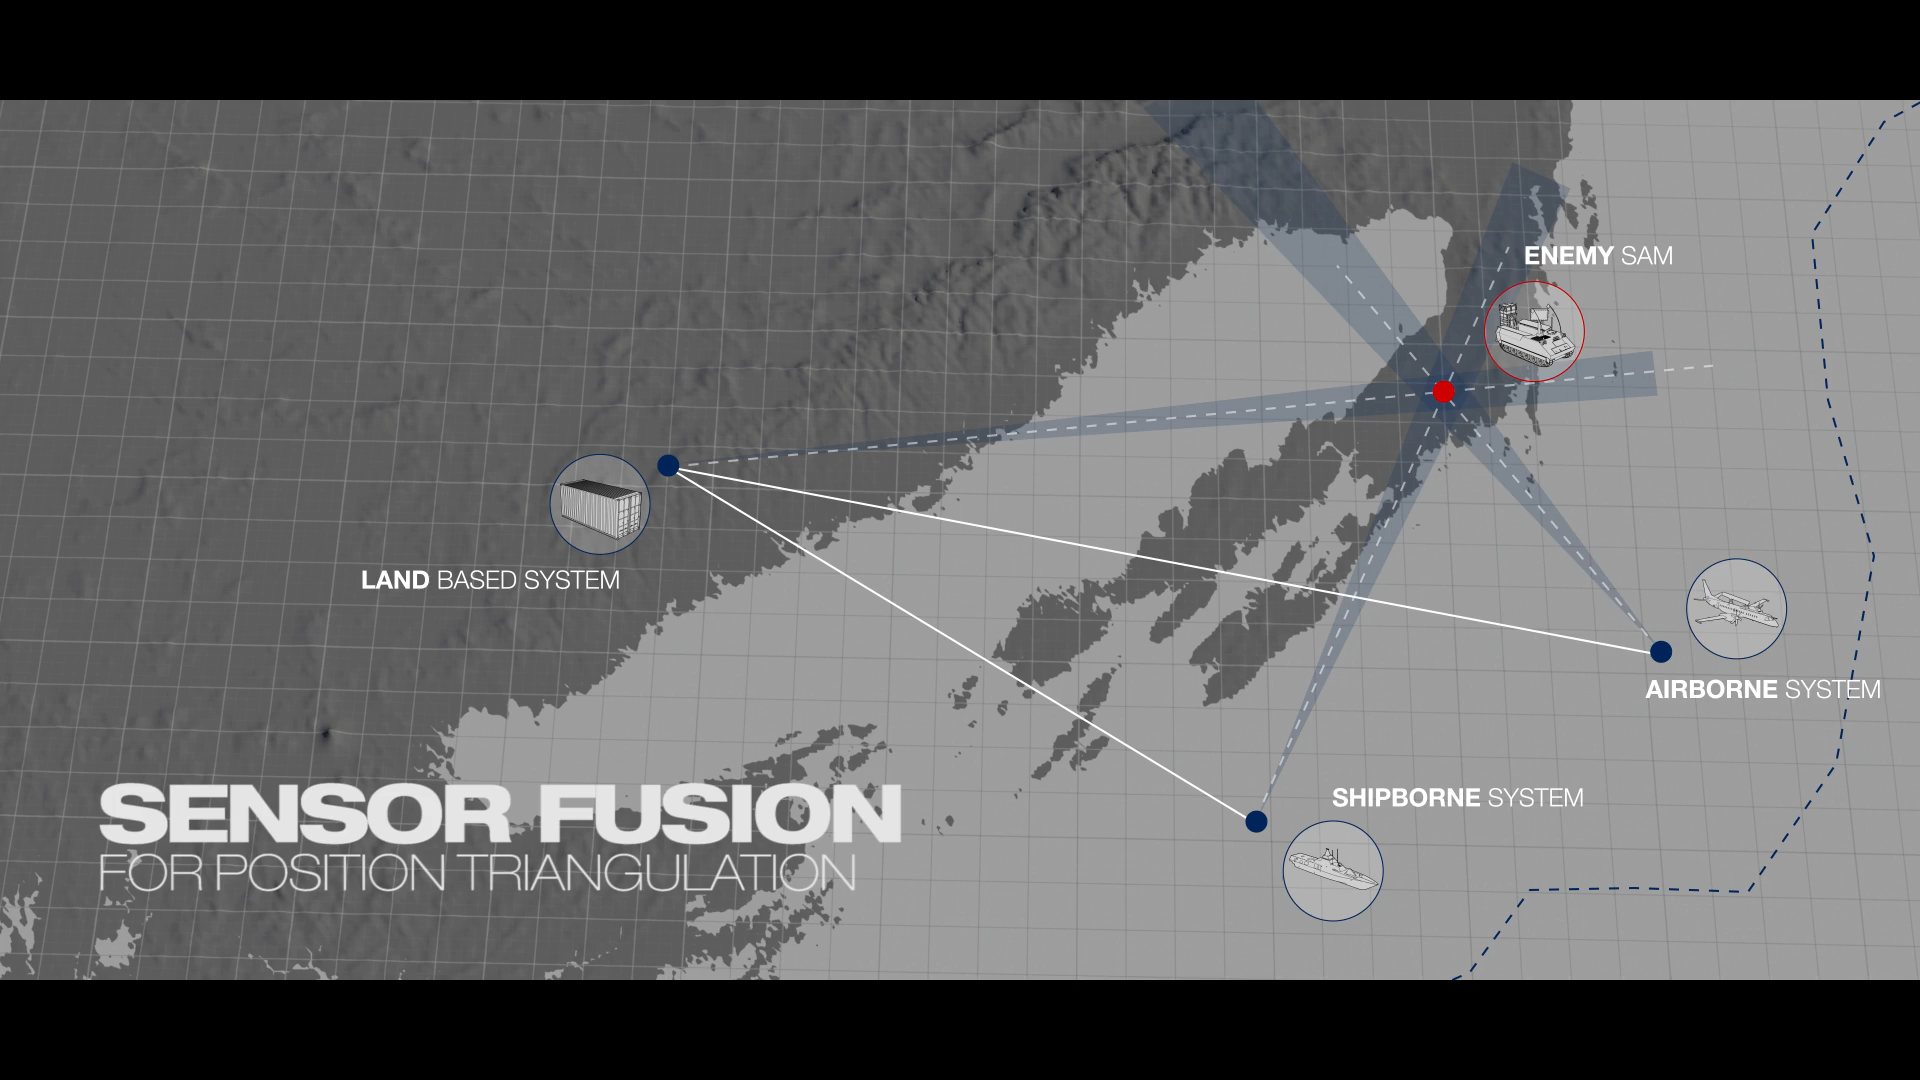 ENEMY SAM
LAND BASED SYSTEM
AIRBORNE SYSTEM
SHIPBORNE SYSTEM
SENSOR FUSION
FOR POSITION TRIANGULATION